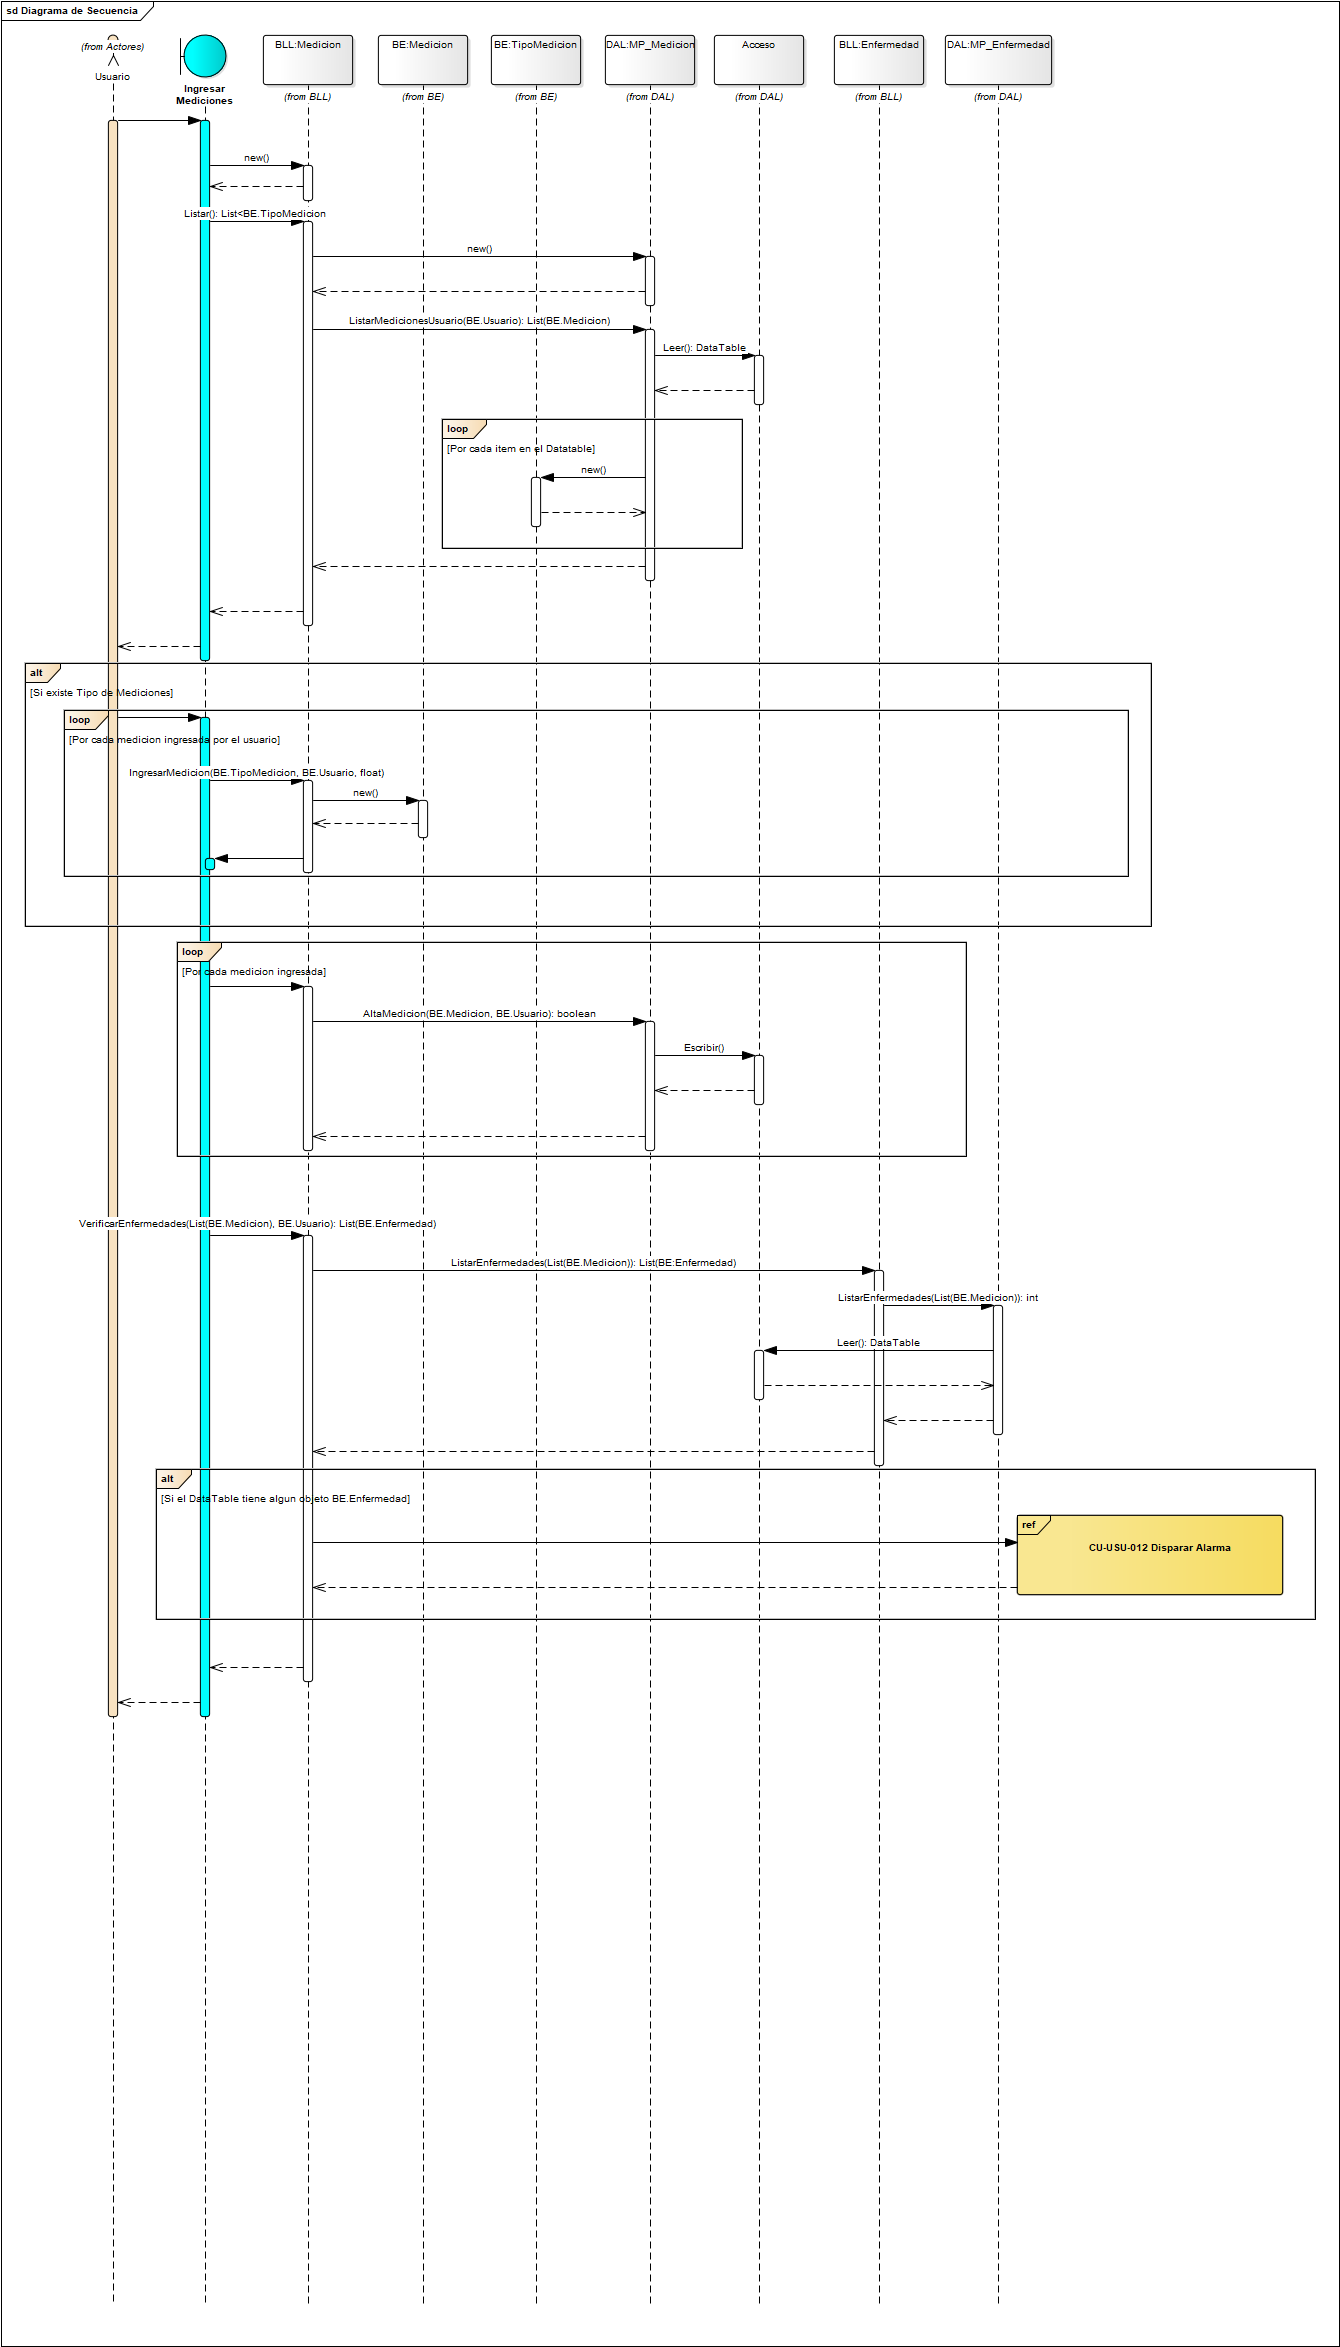 sd Diagrama de Secuencia
(from Actores)
Usuario
Ingresar
Mediciones
BLL:Medicion
(from BLL)
BE:Medicion
(from BE)
BE:TipoMedicion
(from BE)
DAL:MP_Medicion
(from DAL)
Acceso
(from DAL)
BLL:Enfermedad
(from BLL)
DAL:MP_Enfermedad
(from DAL)
new()
Listar(): List<BE.TipoMedicion
new()
ListarMedicionesUsuario(BE.Usuario): List(BE.Medicion)
Leer(): DataTable
loop
[Por cada item en el Datatable]
new()
alt
[Si existe Tipo de Mediciones]
loop
[Por cada medicion ingresada por el usuario]
IngresarMedicion(BE.TipoMedicion, BE.Usuario, float)
new()
loop
[Por cada medicion ingresada]
AltaMedicion(BE.Medicion, BE.Usuario): boolean
Escribir()
VerificarEnfermedades(List(BE.Medicion), BE.Usuario): List(BE.Enfermedad)
ListarEnfermedades(List(BE.Medicion)): List(BE:Enfermedad)
ListarEnfermedades(List(BE.Medicion)): int
Leer(): DataTable
alt
[Si el DataTable tiene algun objeto BE.Enfermedad]
ref
CU-USU-012 Disparar Alarma